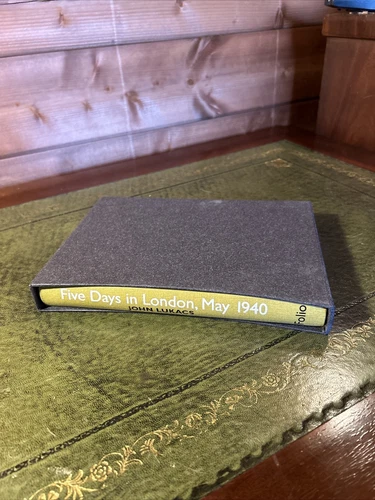 Five Days in London, May 1940
JOHN LUKACS
Folio